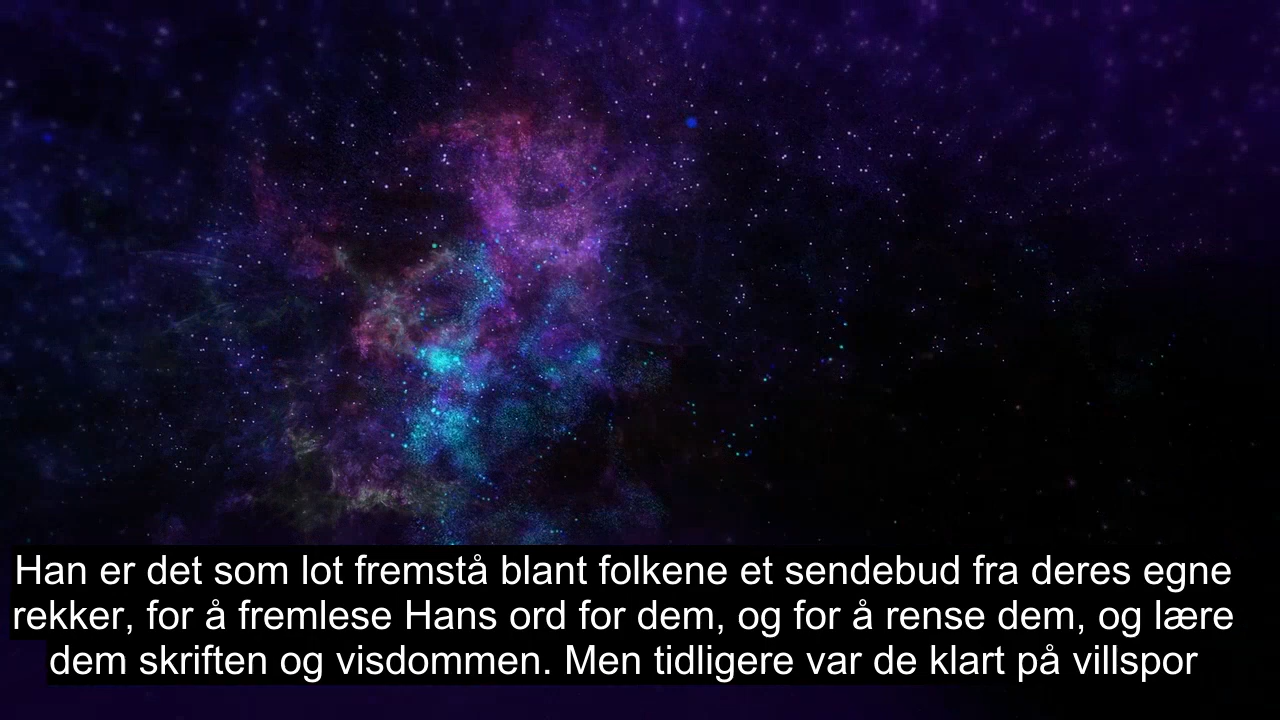 Han er det som lot fremstå blant folkene et sendebud fra deres egne
rekker, for å fremlese Hans ord for dem, og for å rense dem, og lære
dem skriften og visdommen. Men tidligere var de klart på villspor